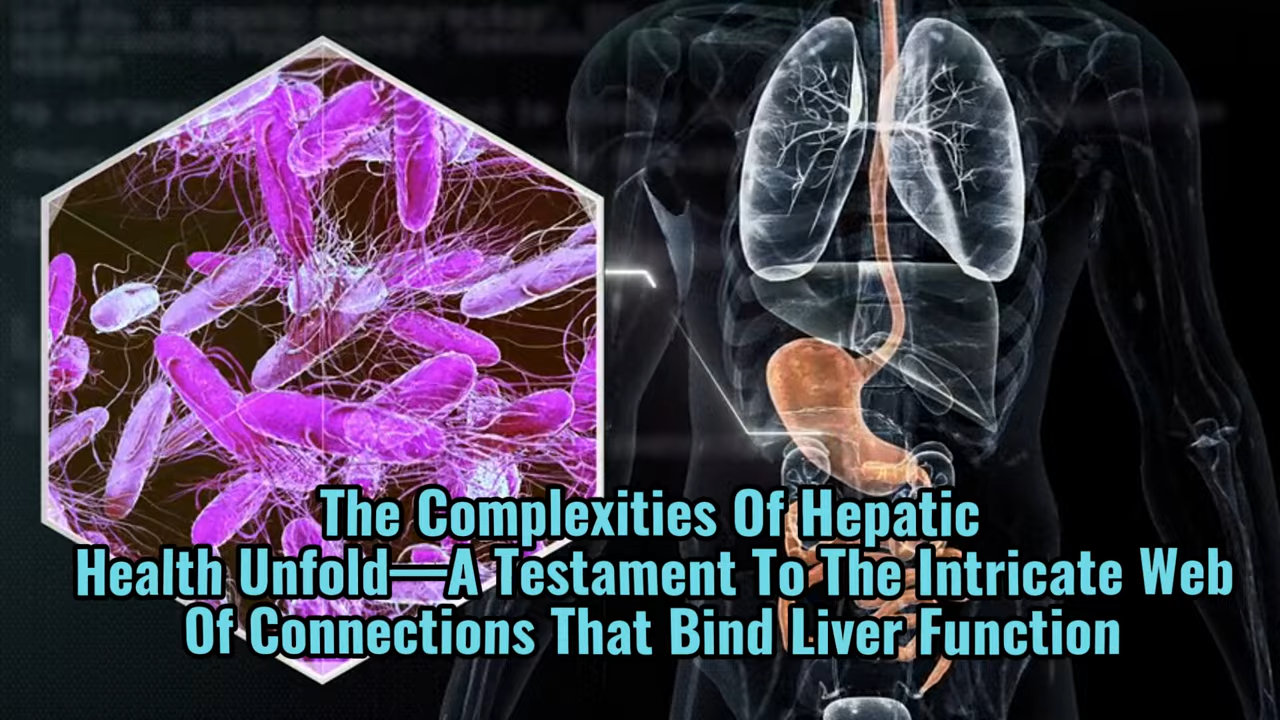 The Complexities Of Hepatic
Health Unfold—A Testament To The Intricate Web
Of Connections That Bind Liver Function